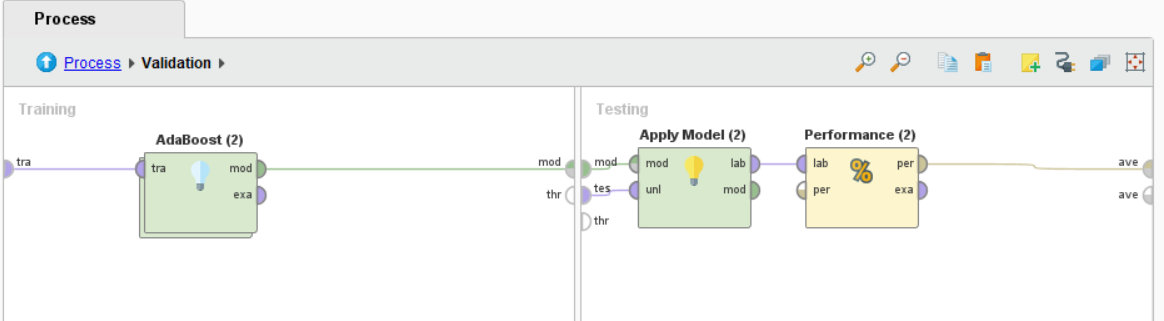 Process
Process Validation
Training
Testing
AdaBoost (2)
Apply Model (2)
Performance (2)
tra
tra
mod
exa
mod
thr
mod
tes
thr
mod
unl
lab
mod
lab
per
per
exa
ave
ave
%